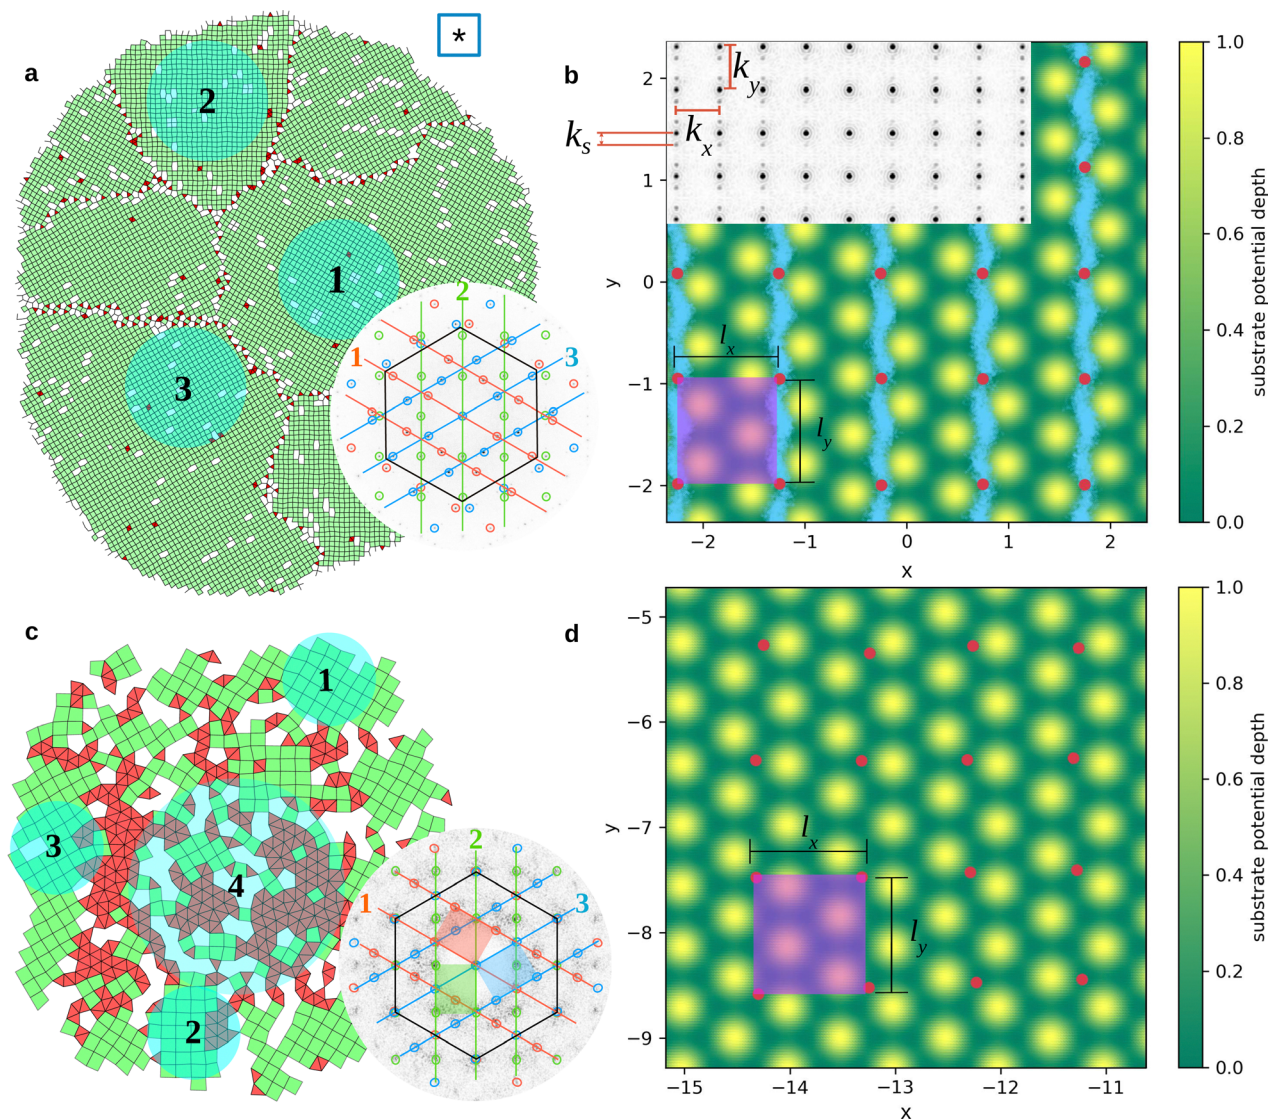 *
a
2
1
3
1
2
3
b
k_y
k_x
k_s
l_x
l_y
2
1
0
−1
−2
y
−2
−1
0
1
2
x
1.0
0.8
0.6
0.4
0.2
0.0
substrate potential depth
c
1
3
4
2
1
2
3
d
l_x
l_y
−5
−6
−7
−8
−9
y
−15
−14
−13
−12
−11
x
1.0
0.8
0.6
0.4
0.2
0.0
substrate potential depth